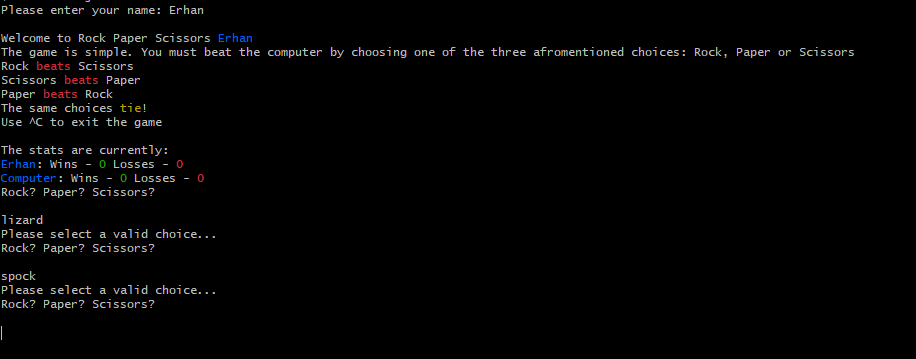 Please enter your name: Erhan
Welcome to Rock Paper Scissors Erhan
The game is simple. You must beat the computer by choosing one of the three afromentioned choices: Rock, Paper or Scissors
Rock beats Scissors
Scissors beats Paper
Paper beats Rock
The same choices tie!
Use ^C to exit the game
The stats are currently:
Erhan: Wins - 0 Losses - 0
Computer: Wins - 0 Losses - 0
Rock? Paper? Scissors?
lizard
Please select a valid choice...
Rock? Paper? Scissors?
spock
Please select a valid choice...
Rock? Paper? Scissors?